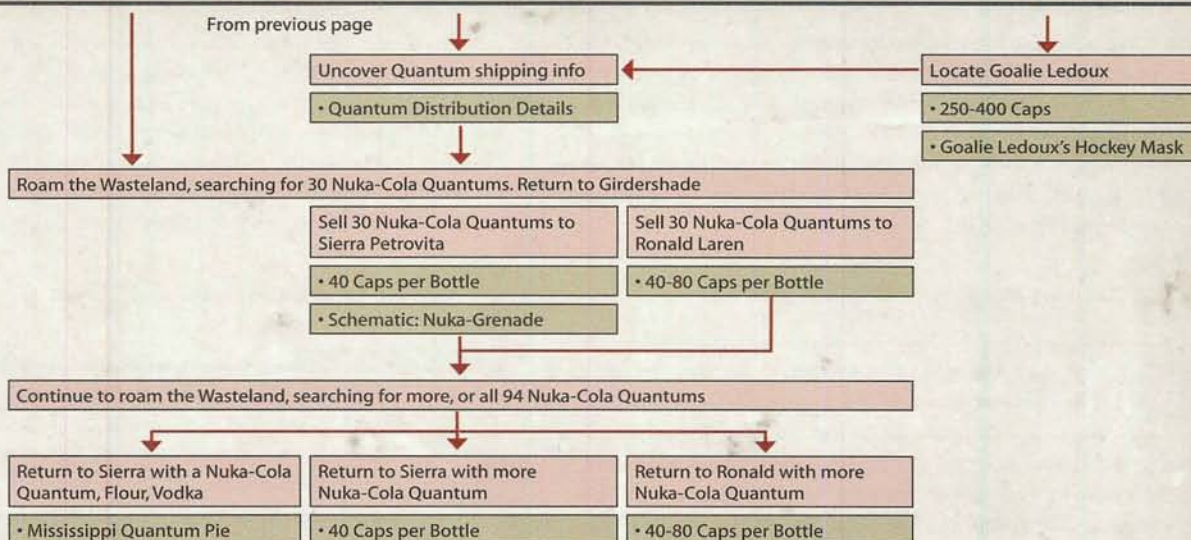 From previous page
Uncover Quantum shipping info
• Quantum Distribution Details
Locate Goalie Ledoux
• 250-400 Caps
• Goalie Ledoux's Hockey Mask
Roam the Wasteland, searching for 30 Nuka-Cola Quantums. Return to Girdershade
Sell 30 Nuka-Cola Quantums to
Sierra Petrovita
• 40 Caps per Bottle
• Schematic: Nuka-Grenade
Sell 30 Nuka-Cola Quantums to
Ronald Laren
• 40-80 Caps per Bottle
Continue to roam the Wasteland, searching for more, or all 94 Nuka-Cola Quantums
Return to Sierra with a Nuka-Cola
Quantum, Flour, Vodka
• Mississippi Quantum Pie
Return to Sierra with more
Nuka-Cola Quantum
• 40 Caps per Bottle
Return to Ronald with more
Nuka-Cola Quantum
• 40-80 Caps per Bottle